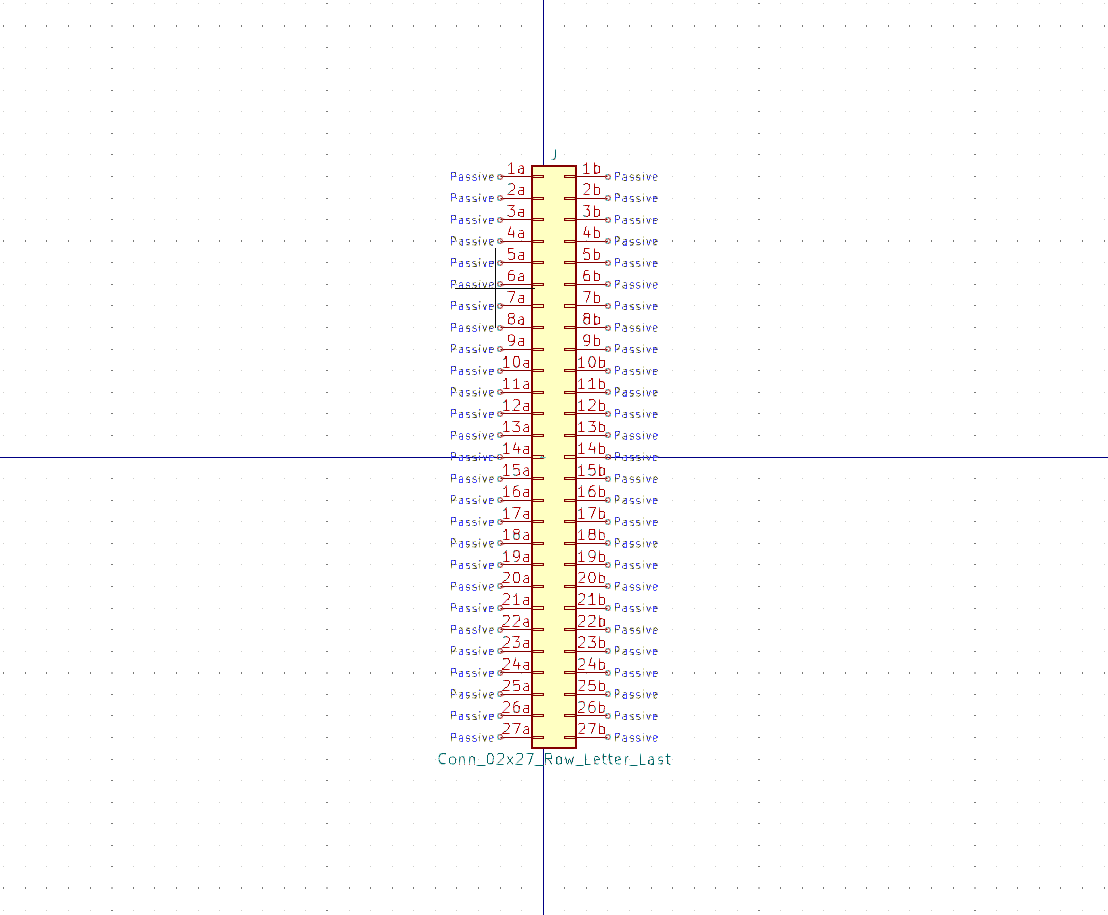 J
Passive 1a 1b Passive
Passive 2a 2b Passive
Passive 3a 3b Passive
Passive 4a 4b Passive
Passive 5a 5b Passive
Passive 6a 6b Passive
Passive 7a 7b Passive
Passive 8a 8b Passive
Passive 9a 9b Passive
Passive 10a 10b Passive
Passive 11a 11b Passive
Passive 12a 12b Passive
Passive 13a 13b Passive
Passive 14a 14b Passive
Passive 15a 15b Passive
Passive 16a 16b Passive
Passive 17a 17b Passive
Passive 18a 18b Passive
Passive 19a 19b Passive
Passive 20a 20b Passive
Passive 21a 21b Passive
Passive 22a 22b Passive
Passive 23a 23b Passive
Passive 24a 24b Passive
Passive 25a 25b Passive
Passive 26a 26b Passive
Passive 27a 27b Passive
Conn_02x27_Row_Letter_Last